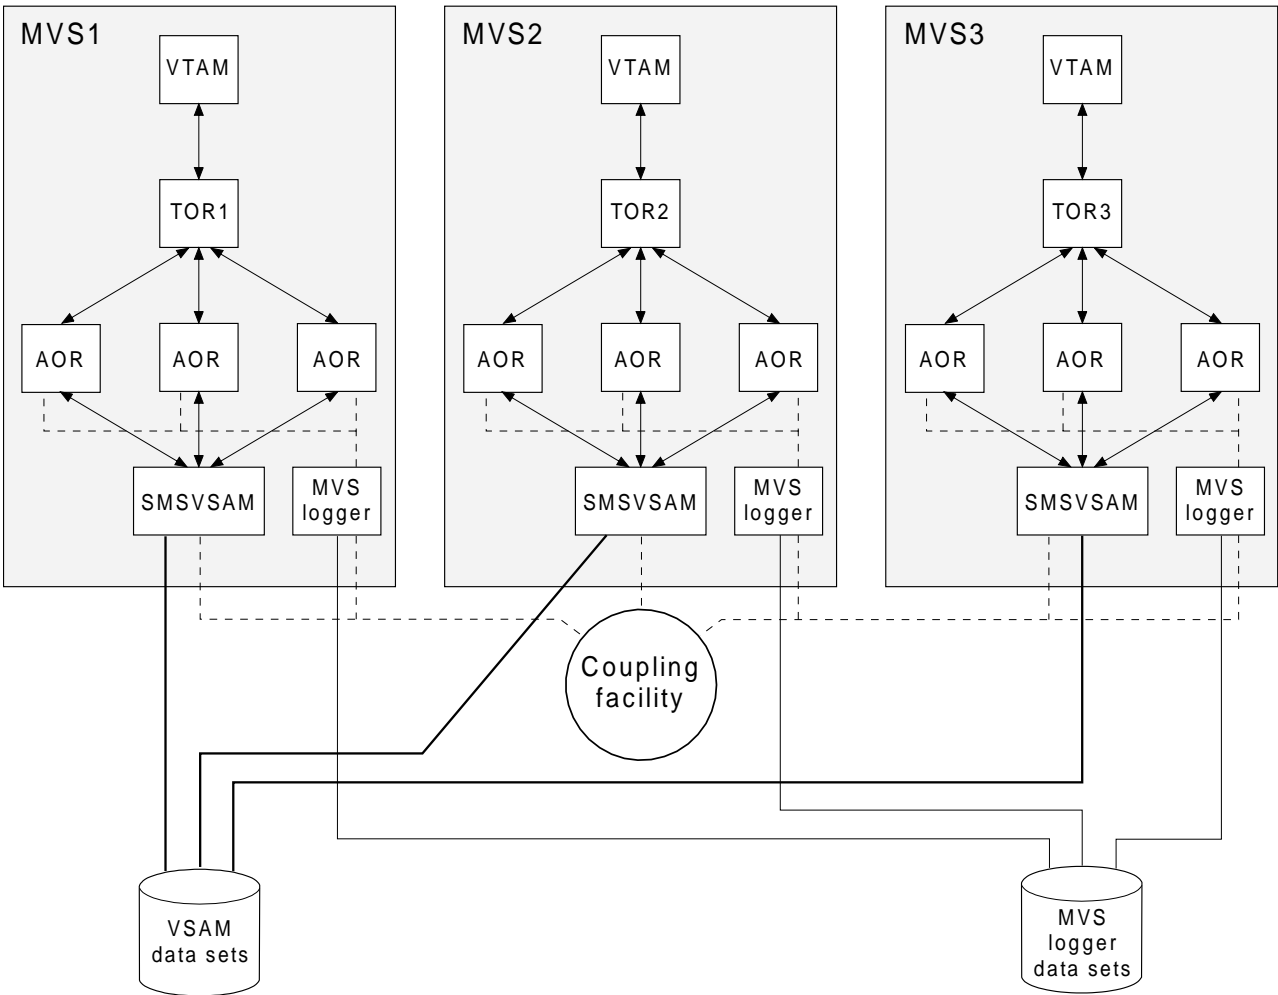 MVS1
MVS2
MVS3
VTAM
VTAM
VTAM
TOR1
TOR2
TOR3
AOR
AOR
AOR
AOR
AOR
AOR
AOR
AOR
AOR
SMSVSAM
MVS
logger
SMSVSAM
MVS
logger
SMSVSAM
MVS
logger
Coupling
facility
VSAM
data sets
MVS
logger
data sets